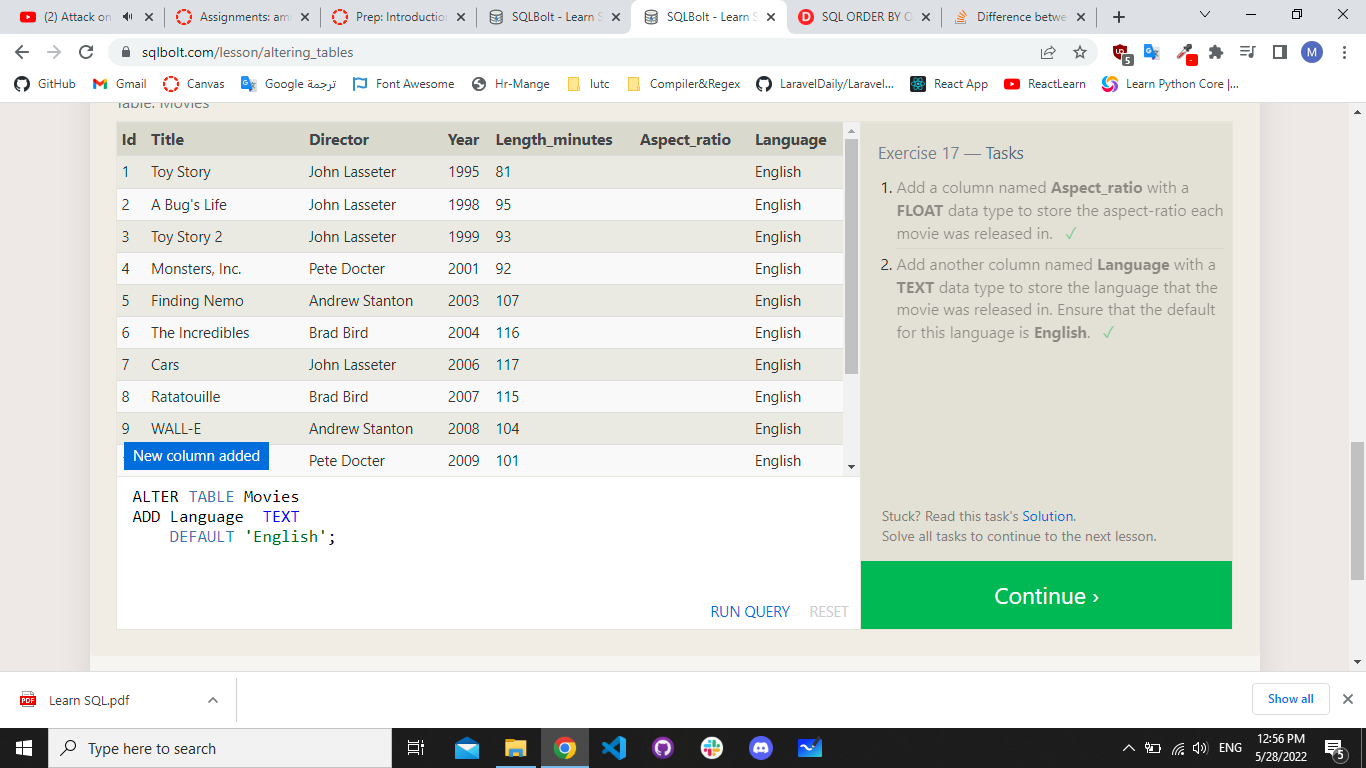 (2) Attack on
Assignments: am
Prep: Introductio
SQLBolt - Learn S
SQLBolt - Learn S
SQL ORDER BY C
Difference betwe
sqlbolt.com/lesson/altering_tables
5
M
GitHub
Gmail
Canvas
Google ترجمة
Font Awesome
Hr-Mange
lutc
Compiler&Regex
LaravelDaily/Laravel...
React App
ReactLearn
Learn Python Core |...
Table: Movies
Id Title Director Year Length_minutes Aspect_ratio Language
1 Toy Story John Lasseter 1995 81 English
2 A Bug's Life John Lasseter 1998 95 English
3 Toy Story 2 John Lasseter 1999 93 English
4 Monsters, Inc. Pete Docter 2001 92 English
5 Finding Nemo Andrew Stanton 2003 107 English
6 The Incredibles Brad Bird 2004 116 English
7 Cars John Lasseter 2006 117 English
8 Ratatouille Brad Bird 2007 115 English
9 WALL-E Andrew Stanton 2008 104 English
Pete Docter 2009 101 English
New column added
ALTER TABLE Movies
ADD Language TEXT
DEFAULT 'English';
RUN QUERY RESET
Exercise 17 — Tasks
1. Add a column named Aspect_ratio with a
FLOAT data type to store the aspect-ratio each
movie was released in. ✓
2. Add another column named Language with a
TEXT data type to store the language that the
movie was released in. Ensure that the default
for this language is English. ✓
Stuck? Read this task's Solution.
Solve all tasks to continue to the next lesson.
Continue ›
PDF
Learn SQL.pdf
Show all
Type here to search
ENG
12:56 PM
5/28/2022
5